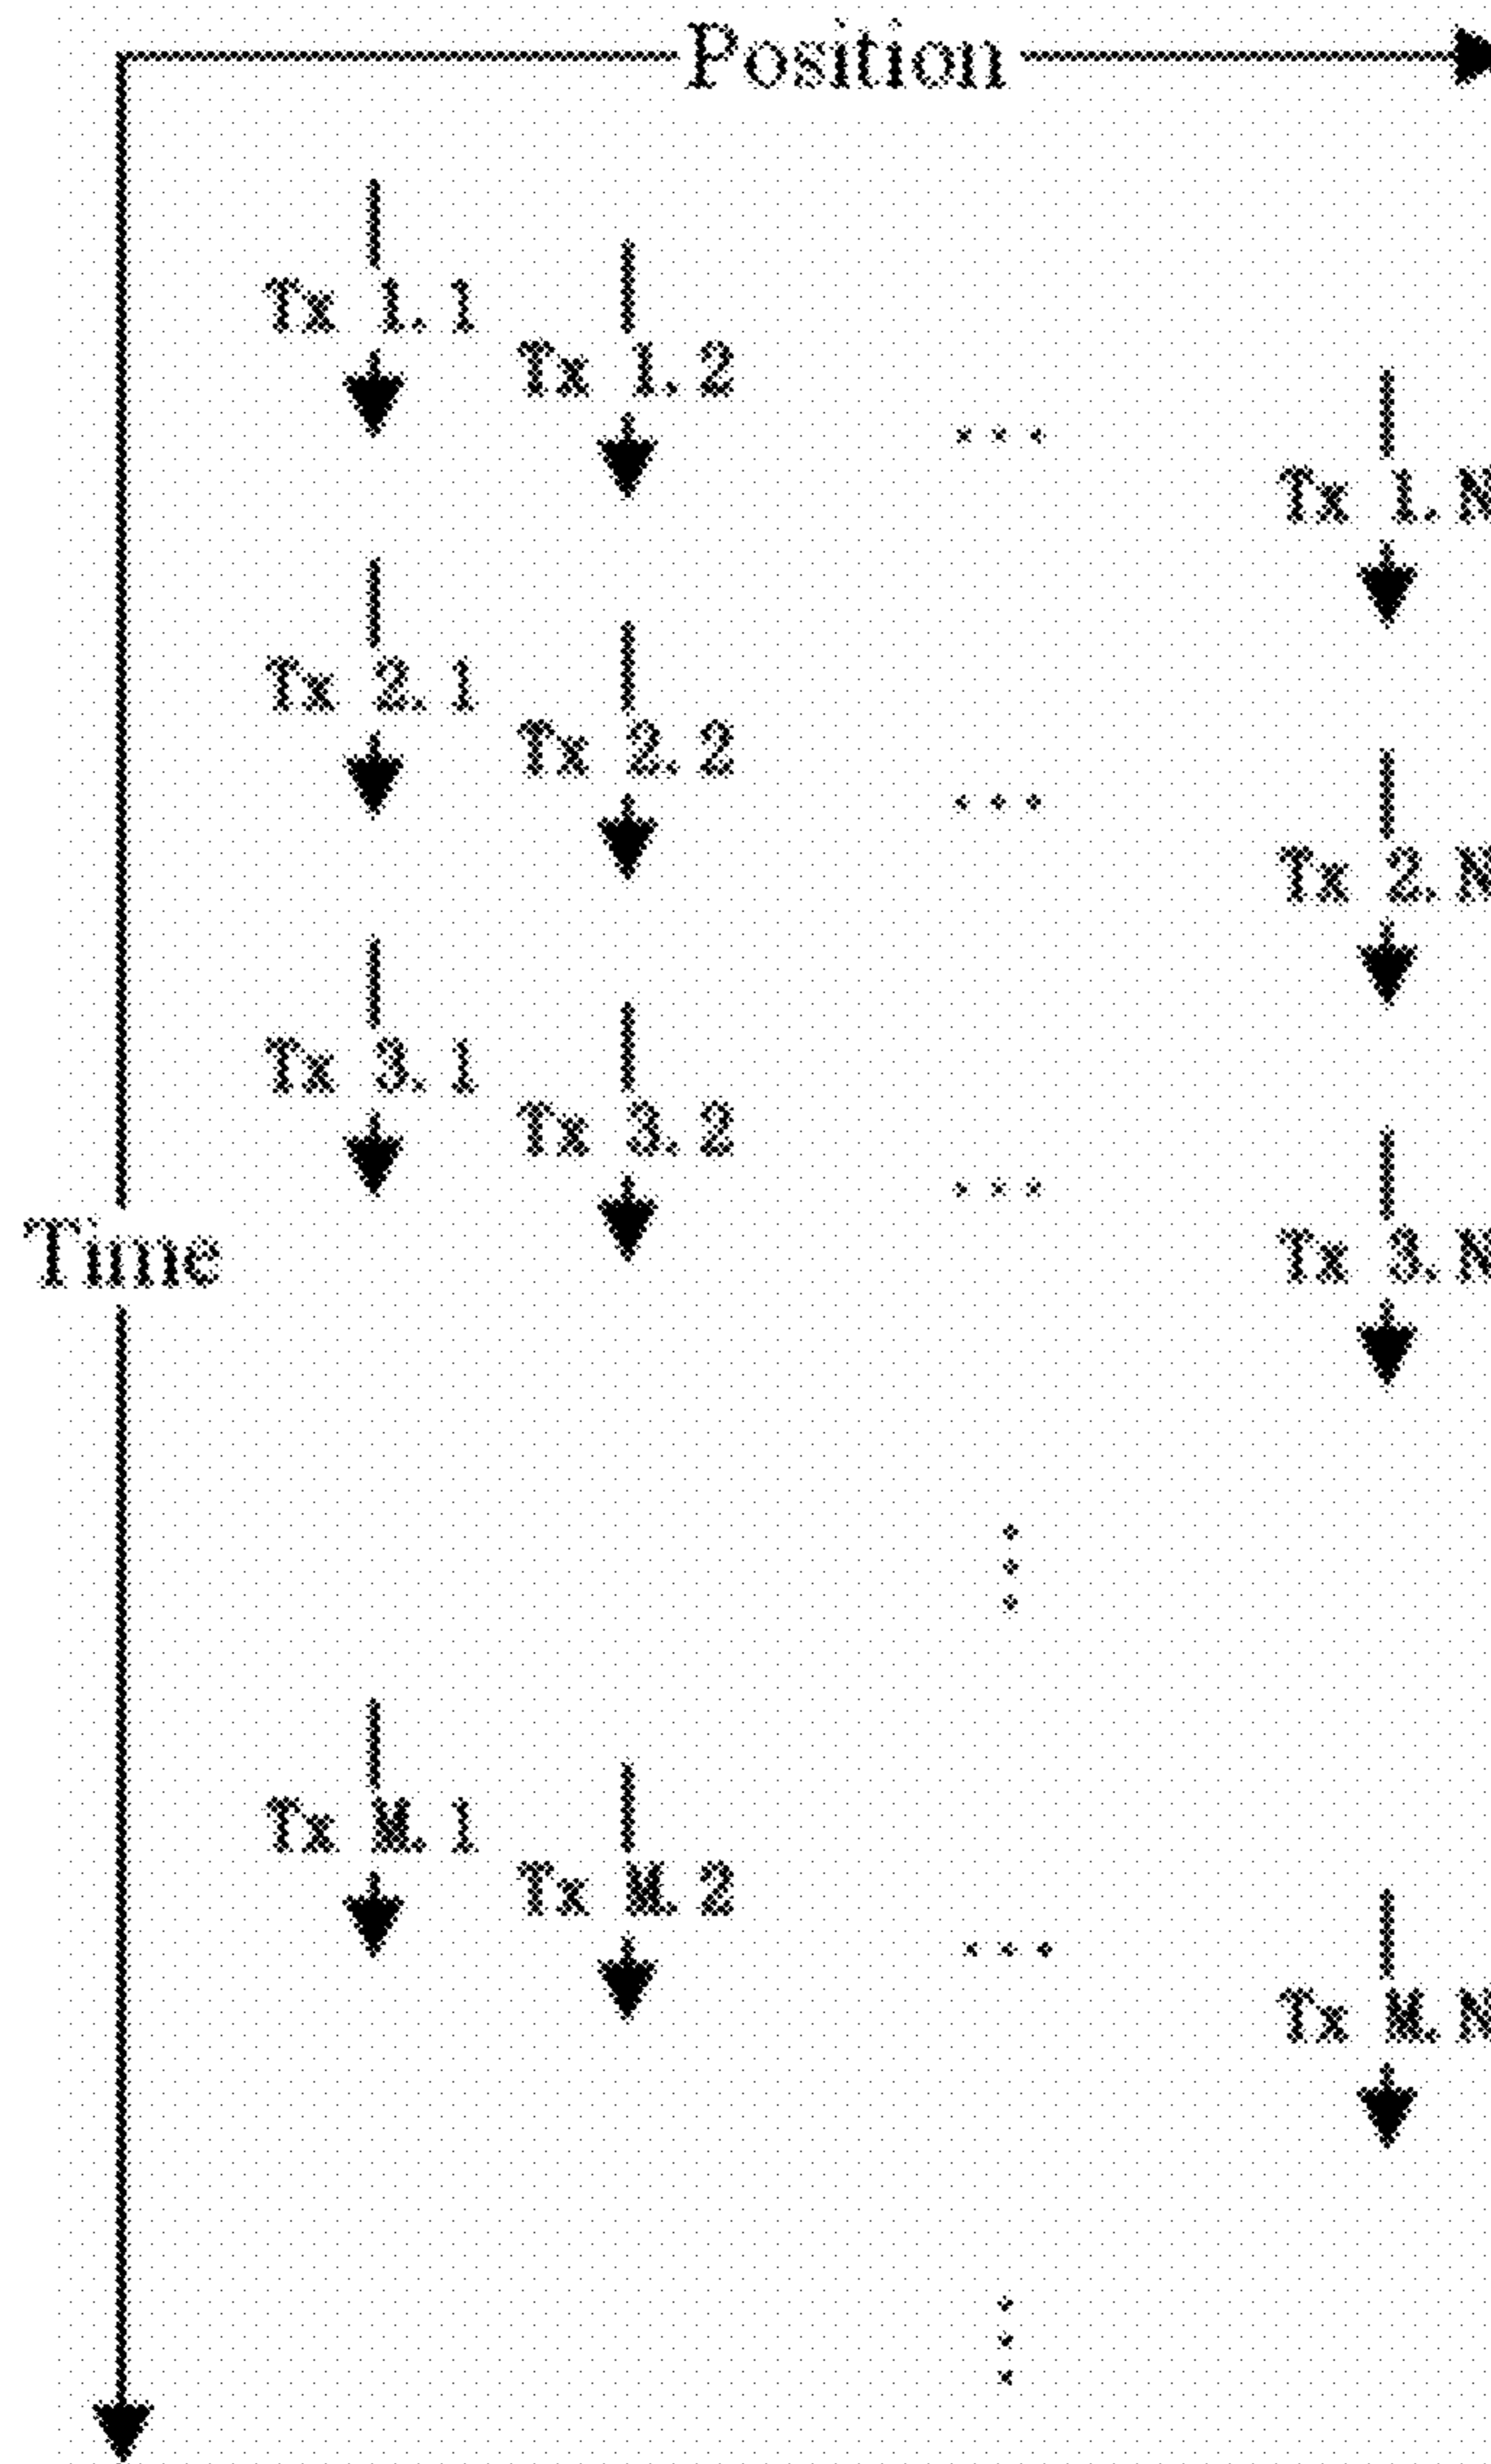 Position
Tx 1.1
Tx 1.2
...
Tx 1.N
Tx 2.1
Tx 2.2
...
Tx 2.N
Tx 3.1
Tx 3.2
...
Tx 3.N
Time
Tx M.1
Tx M.2
...
Tx M.N